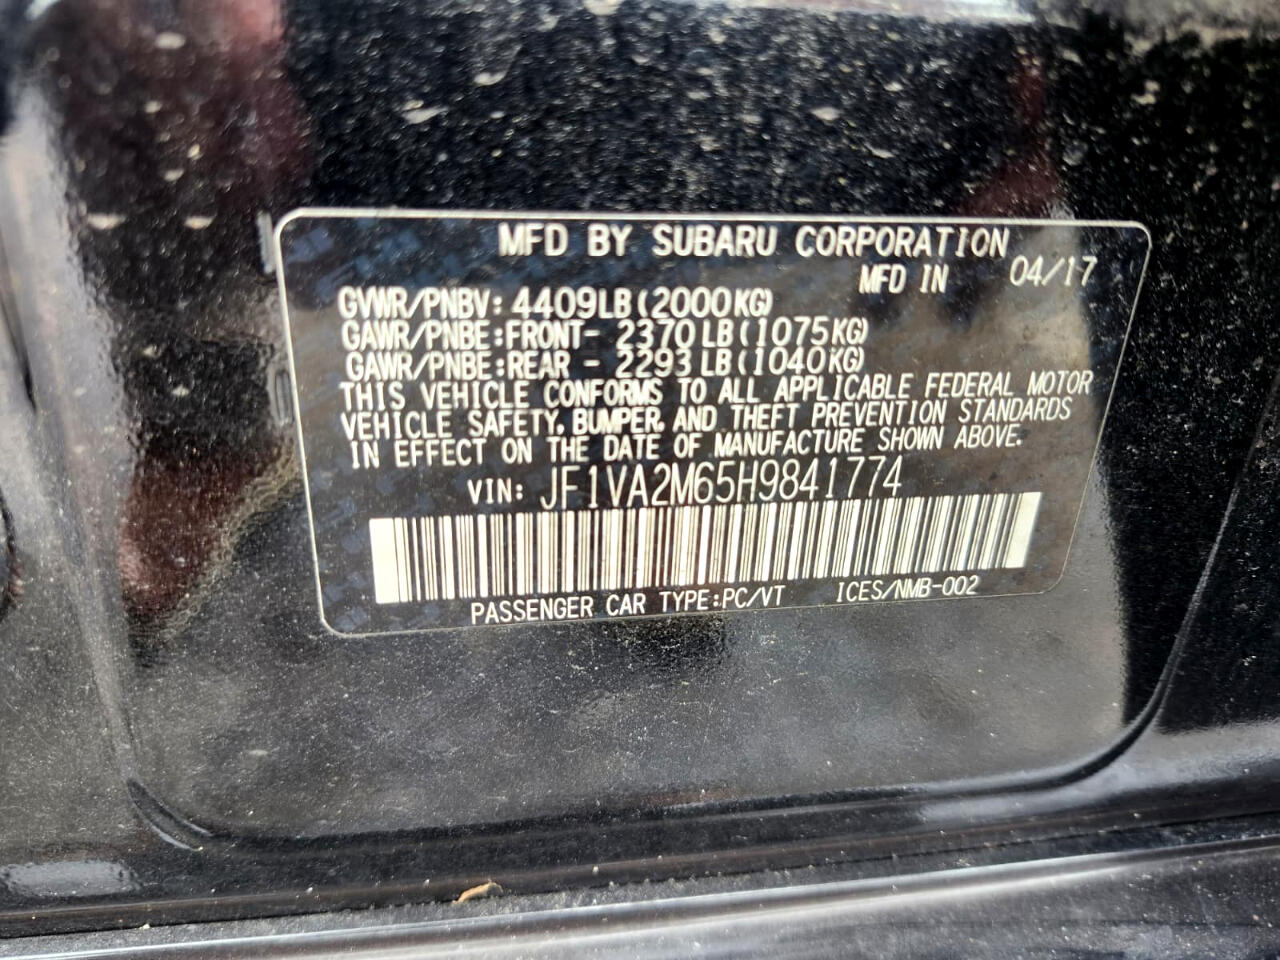 MFD BY SUBARU CORPORATION
MFD IN 04/17
GVWR/PNBV: 4409LB(2000KG)
GAWR/PNBE:FRONT- 2370LB(1075KG)
GAWR/PNBE:REAR - 2293LB(1040KG)
THIS VEHICLE CONFORMS TO ALL APPLICABLE FEDERAL MOTOR
VEHICLE SAFETY, BUMPER, AND THEFT PREVENTION STANDARDS
IN EFFECT ON THE DATE OF MANUFACTURE SHOWN ABOVE.
VIN: JF1VA2M65H9841774
PASSENGER CAR TYPE:PC/VT ICES/NMB-002